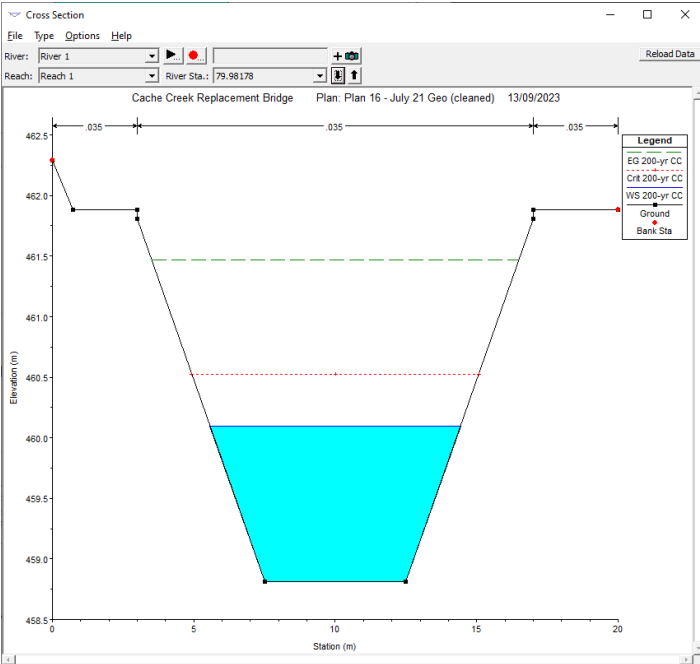 Cross Section
File Type Options Help
River: River 1
Reload Data
Reach: Reach 1 River Sta.: 79.98178
Cache Creek Replacement Bridge Plan: Plan 16 - July 21 Geo (cleaned) 13/09/2023
.035 .035 .035
Legend
EG 200-yr CC
Crit 200-yr CC
WS 200-yr CC
Ground
Bank Sta
462.5
462.0
461.5
461.0
460.5
460.0
459.5
459.0
458.5
Elevation (m)
0 5 10 15 20
Station (m)